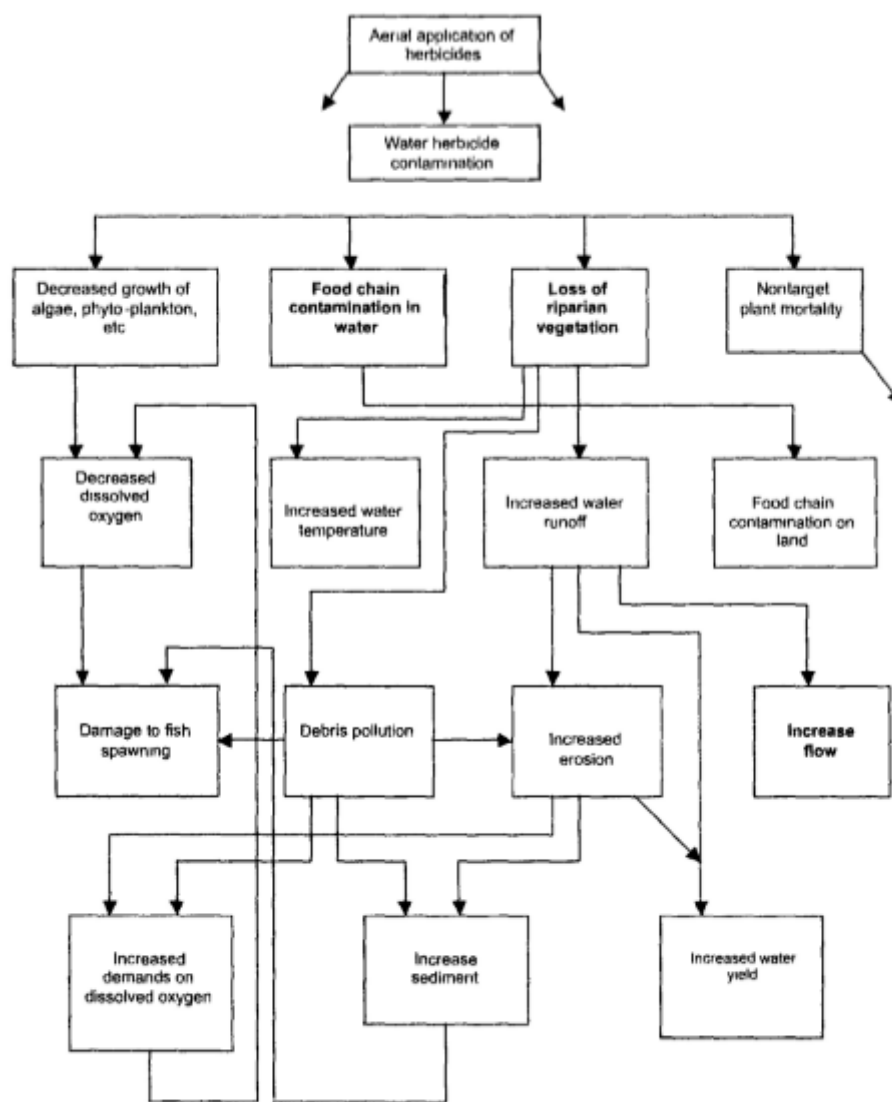 Aerial application of
herbicides
Water herbicide
contamination
Decreased growth of
algae, phyto-plankton,
etc
Food chain
contamination in
water
Loss of
riparian
vegetation
Nontarget
plant mortality
Decreased
dissolved
oxygen
Increased water
temperature
Increased water
runoff
Food chain
contamination on
land
Damage to fish
spawning
Debris pollution
Increased
erosion
Increase
flow
Increased
demands on
dissolved oxygen
Increase
sediment
Increased water
yield